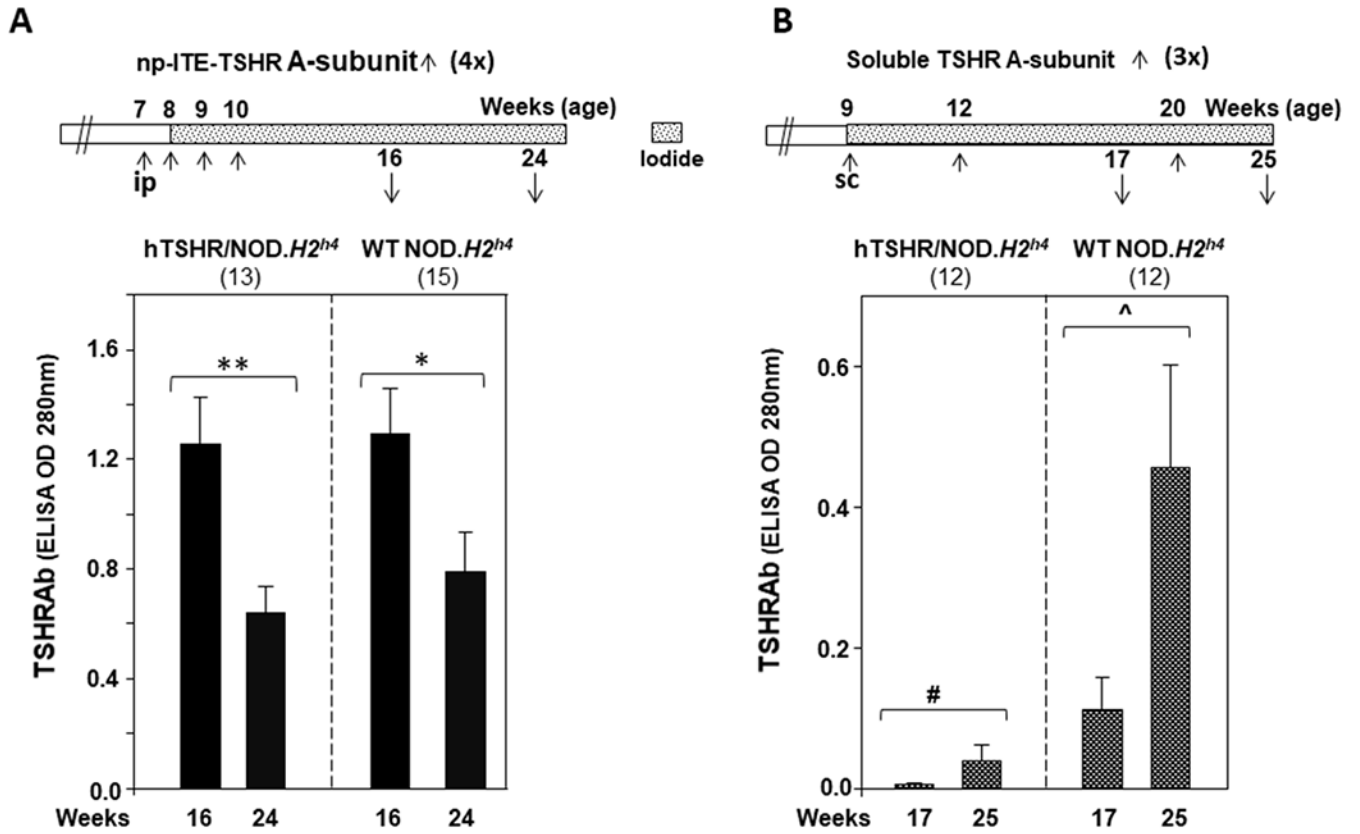 A
np-ITE-TSHR A-subunit ↑ (4x)
7 8 9 10 Weeks (age)
16 24
ip
Iodide
hTSHR/NOD.H2h4 WT NOD.H2h4
(13) (15)
TSHRAb (ELISA OD 280nm)
1.6
1.2
0.8
0.4
0.0
** *
Weeks 16 24 16 24
B
Soluble TSHR A-subunit ↑ (3x)
9 12 20 Weeks (age)
17 25
sc
hTSHR/NOD.H2h4 WT NOD.H2h4
(12) (12)
TSHRAb (ELISA OD 280nm)
0.6
0.4
0.2
0.0
# ^
Weeks 17 25 17 25